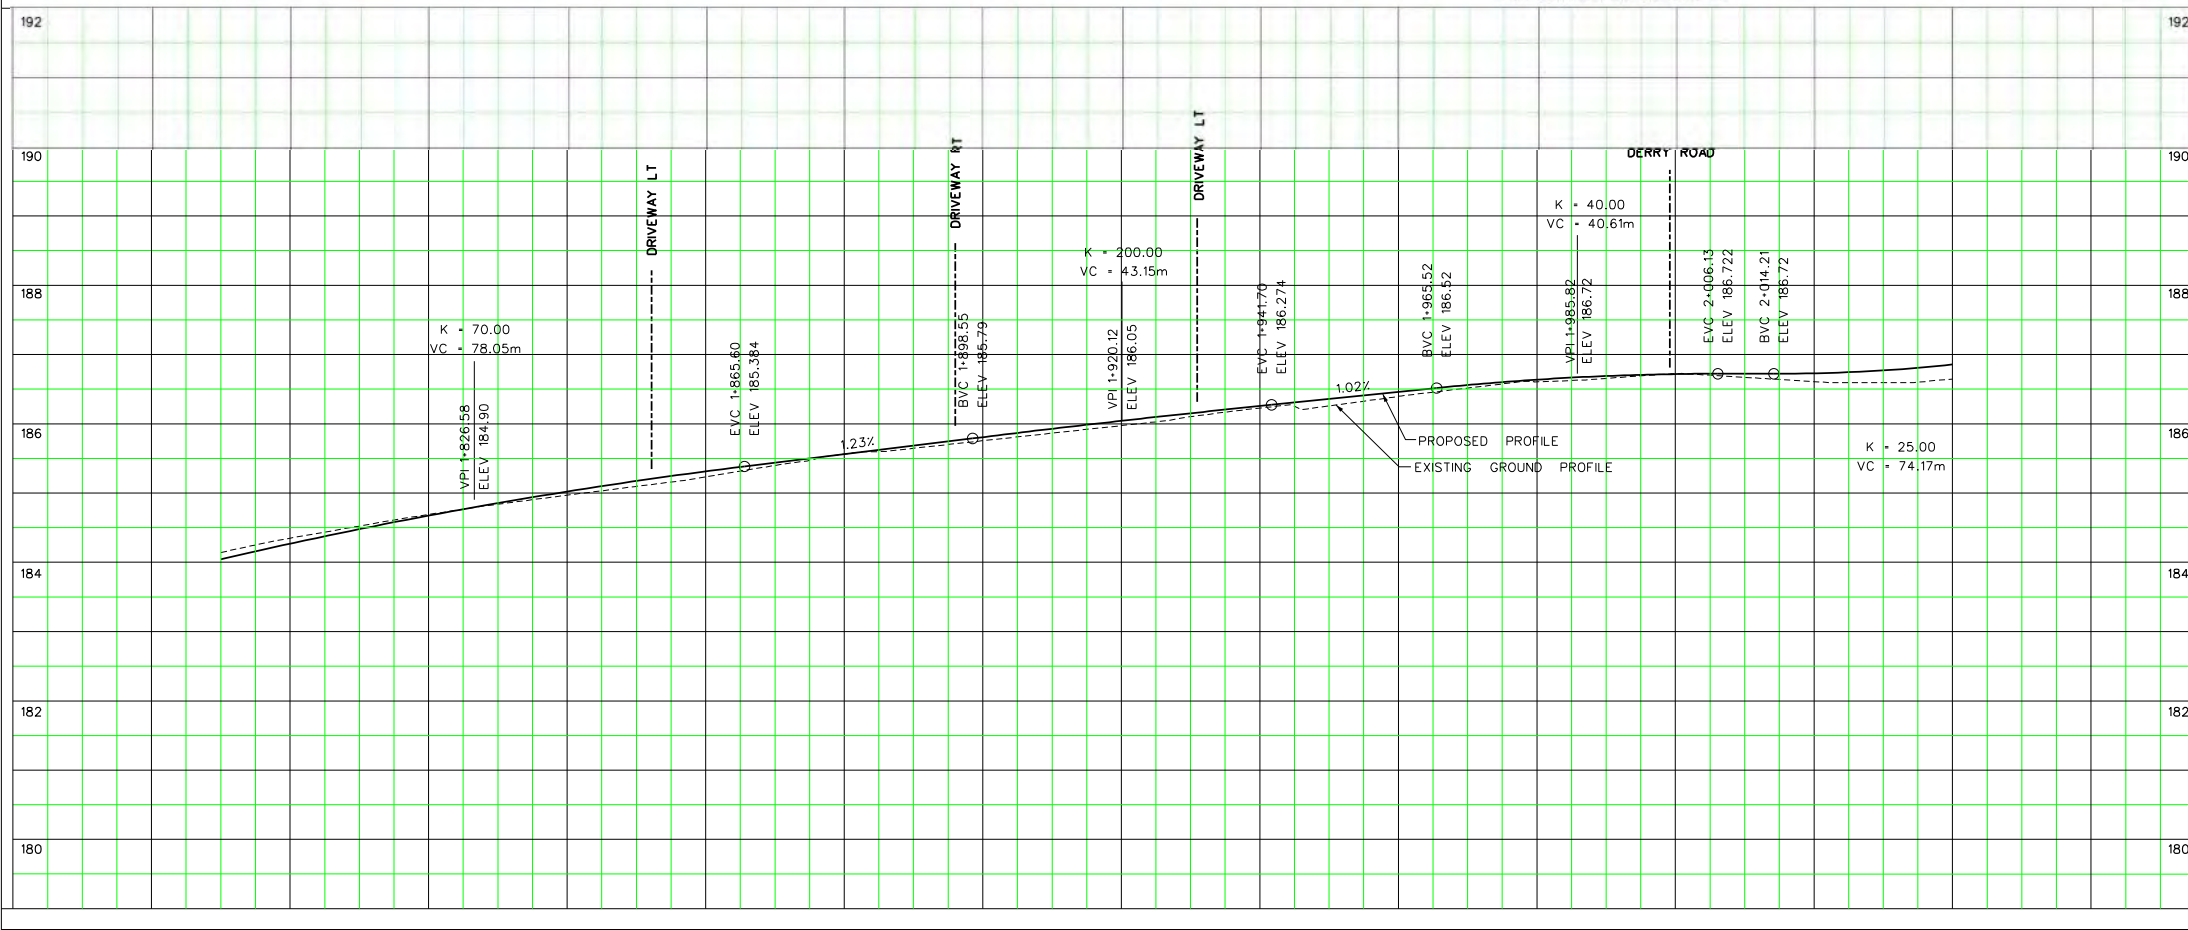 192
192
190
190
DERRY ROAD
DRIVEWAY LT
DRIVEWAY RT
DRIVEWAY LT
K = 40.00
VC = 40.61m
K = 200.00
VC = 43.15m
188
188
K = 70.00
VC = 78.05m
VPI 1+826.58
ELEV 184.90
EVC 1+865.60
ELEV 185.384
BVC 1+898.55
ELEV 185.79
VPI 1+920.12
ELEV 186.05
EVC 1+941.70
ELEV 186.274
BVC 1+965.52
ELEV 186.52
VPI 1+985.82
ELEV 186.72
EVC 2+006.13
ELEV 186.722
BVC 2+014.21
ELEV 186.72
1.02%
186
186
1.23%
PROPOSED PROFILE
EXISTING GROUND PROFILE
K = 25.00
VC = 74.17m
184
184
182
182
180
180